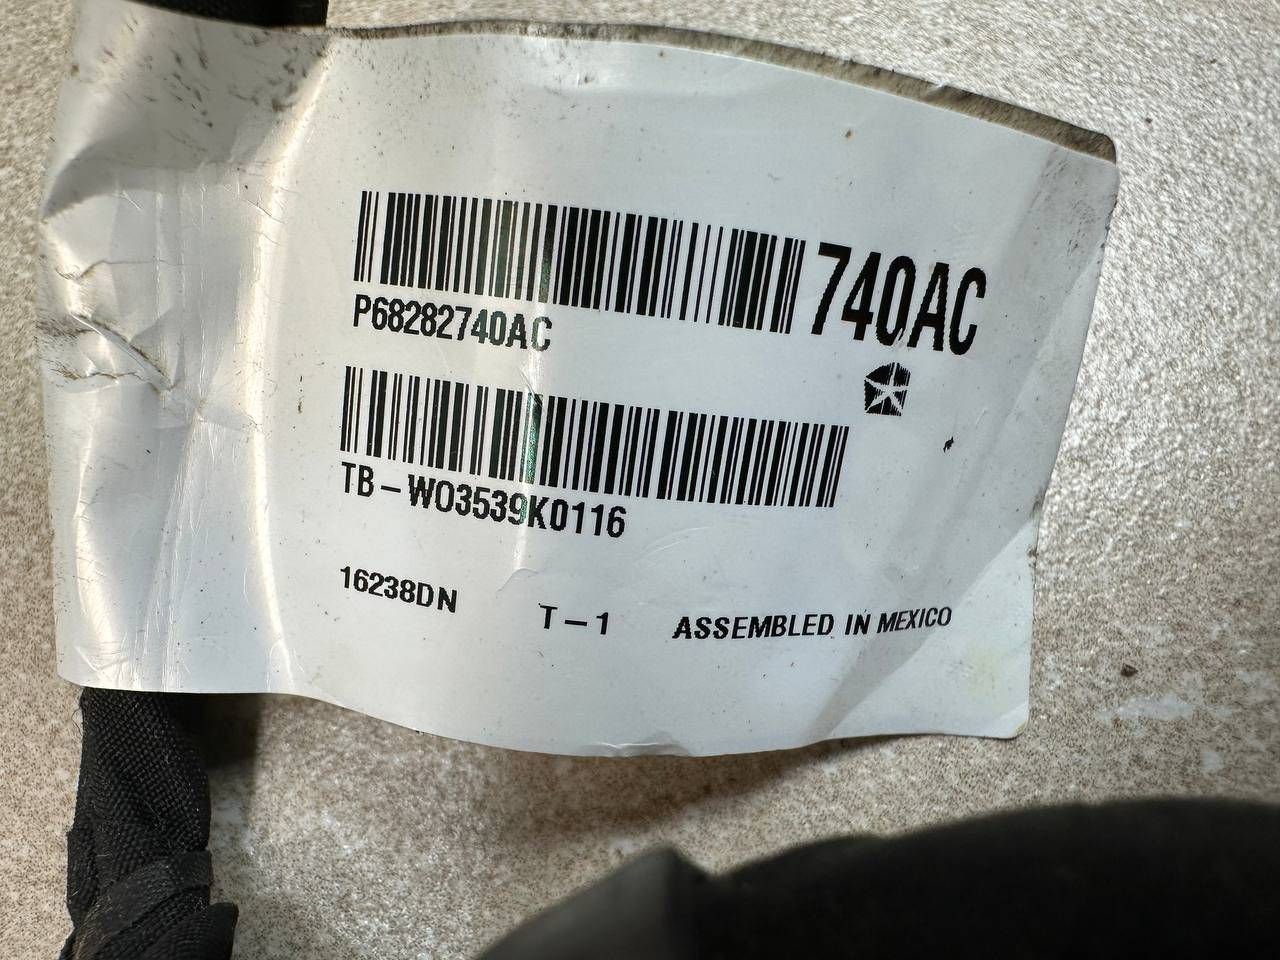 740AC
P68282740AC
TB-W03539K0116
16238DN T-1 ASSEMBLED IN MEXICO